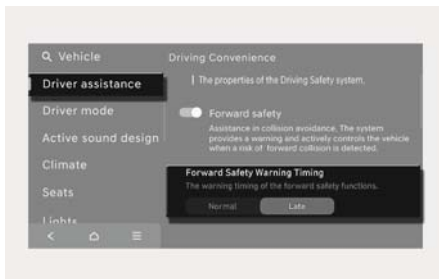 Vehicle
Driving Convenience
Driver assistance
The properties of the Driving Safety system.
Driver mode
Forward safety
Active sound design
Assistance in collision avoidance. The system
provides a warning and actively controls the vehicle
when a risk of forward collision is detected.
Climate
Forward Safety Warning Timing
The warning timing of the forward safety functions.
Seats
Normal
Late
Lights